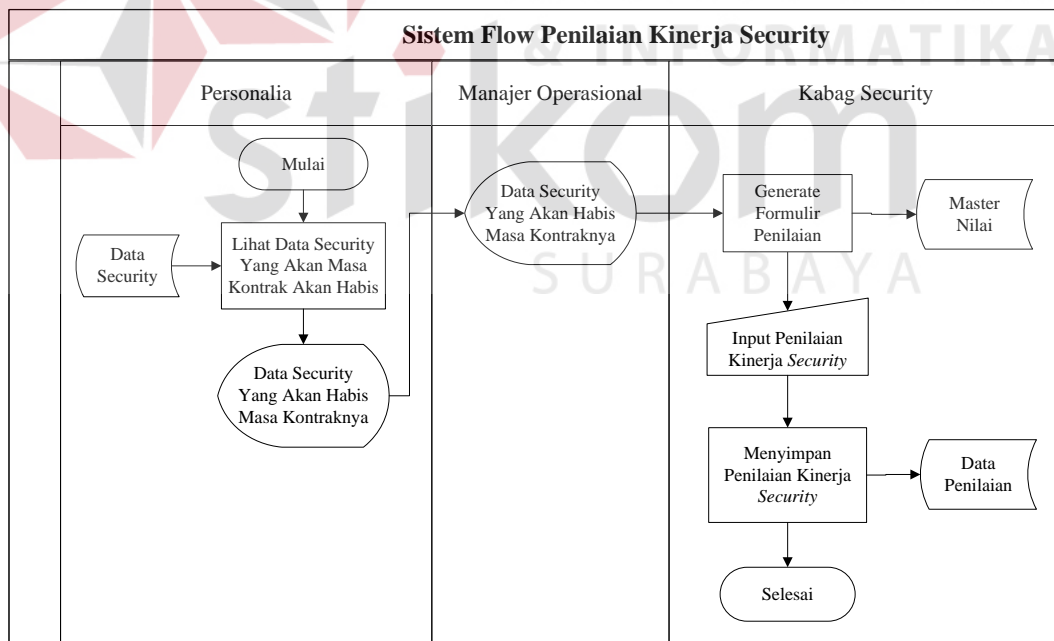 Sistem Flow Penilaian Kinerja Security
& INFORMATIKA
stikom
SURABAYA
Personalia
Manajer Operasional
Kabag Security
Mulai
Data
Security
Lihat Data Security
Yang Akan Masa
Kontrak Akan Habis
Data Security
Yang Akan Habis
Masa Kontraknya
Data Security
Yang Akan Habis
Masa Kontraknya
Generate
Formulir
Penilaian
Master
Nilai
Input Penilaian
Kinerja Security
Menyimpan
Penilaian Kinerja
Security
Data
Penilaian
Selesai